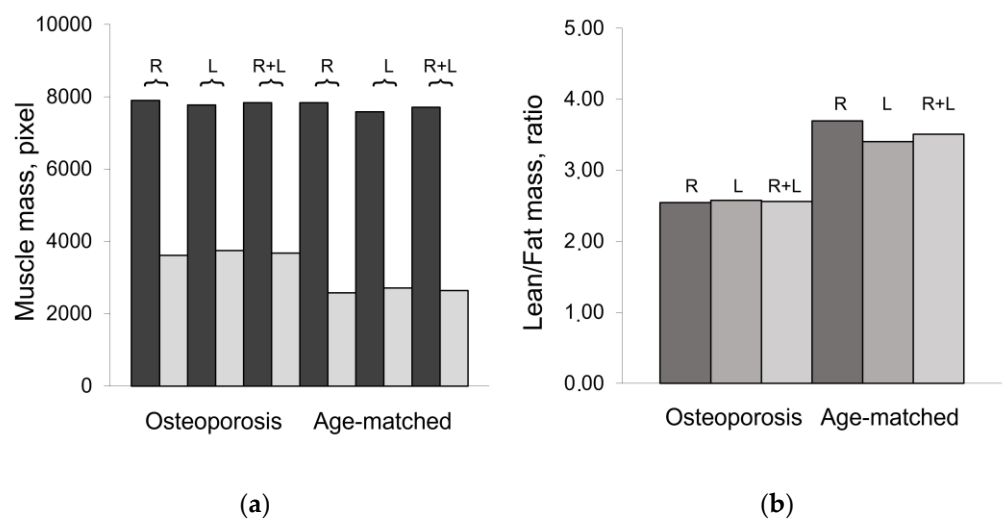 10000
8000
6000
4000
2000
0
Muscle mass, pixel
R
L
R+L
R
L
R+L
Osteoporosis
Age-matched
(a)
5.00
4.00
3.00
2.00
1.00
0.00
Lean/Fat mass, ratio
R
L
R+L
R
L
R+L
Osteoporosis
Age-matched
(b)